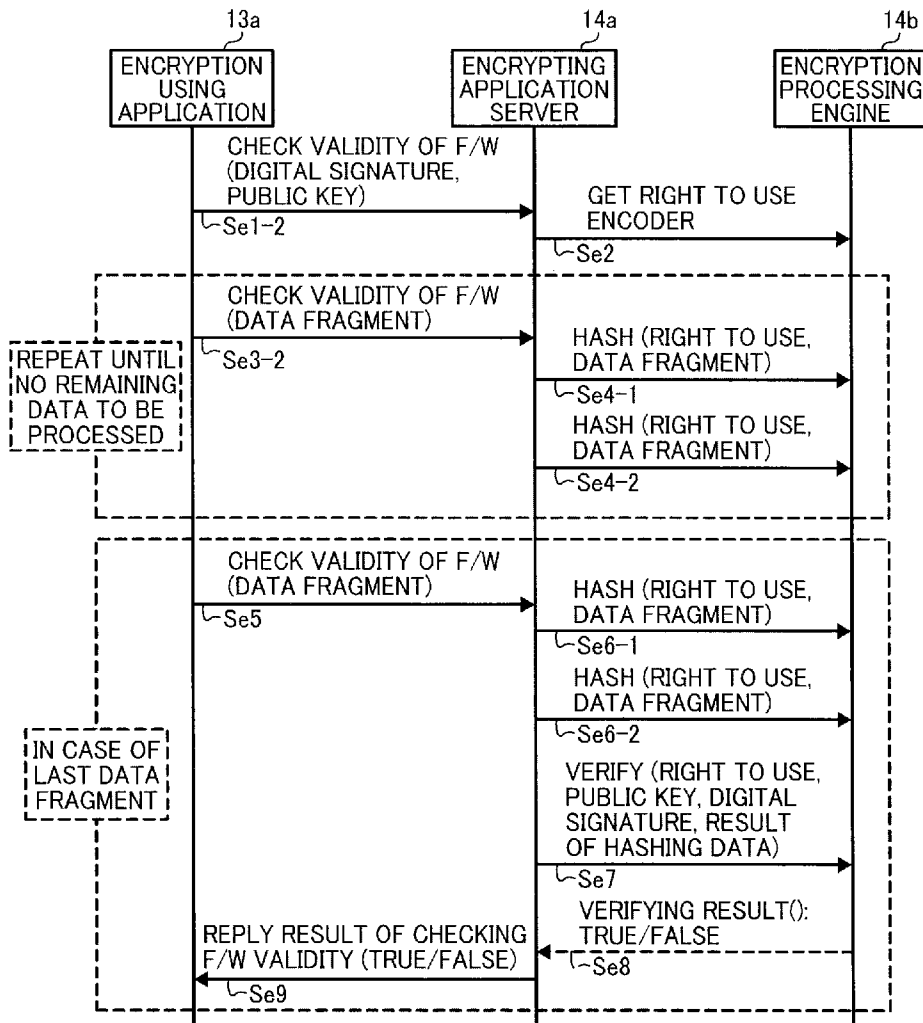 13a
14a
14b
ENCRYPTION
USING
APPLICATION
ENCRYPTING
APPLICATION
SERVER
ENCRYPTION
PROCESSING
ENGINE
CHECK VALIDITY OF F/W
(DIGITAL SIGNATURE,
PUBLIC KEY)
Se1-2
GET RIGHT TO USE
ENCODER
Se2
REPEAT UNTIL
NO REMAINING
DATA TO BE
PROCESSED
CHECK VALIDITY OF F/W
(DATA FRAGMENT)
Se3-2
HASH (RIGHT TO USE,
DATA FRAGMENT)
Se4-1
HASH (RIGHT TO USE,
DATA FRAGMENT)
Se4-2
IN CASE OF
LAST DATA
FRAGMENT
CHECK VALIDITY OF F/W
(DATA FRAGMENT)
Se5
HASH (RIGHT TO USE,
DATA FRAGMENT)
Se6-1
HASH (RIGHT TO USE,
DATA FRAGMENT)
Se6-2
VERIFY (RIGHT TO USE,
PUBLIC KEY, DIGITAL
SIGNATURE, RESULT
OF HASHING DATA)
Se7
VERIFYING RESULT():
TRUE/FALSE
Se8
REPLY RESULT OF CHECKING
F/W VALIDITY (TRUE/FALSE)
Se9